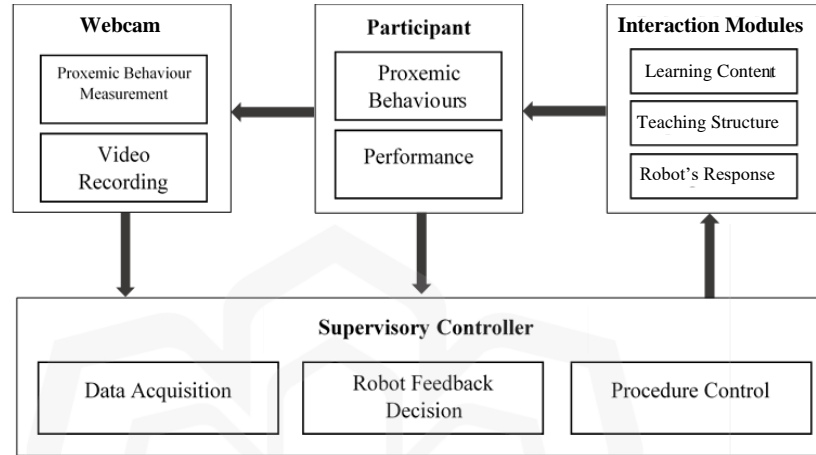 Webcam
Proxemic Behaviour
Measurement
Video
Recording
Participant
Proxemic
Behaviours
Performance
Interaction Modules
Learning Content
Teaching Structure
Robot’s Response
Supervisory Controller
Data Acquisition
Robot Feedback
Decision
Procedure Control